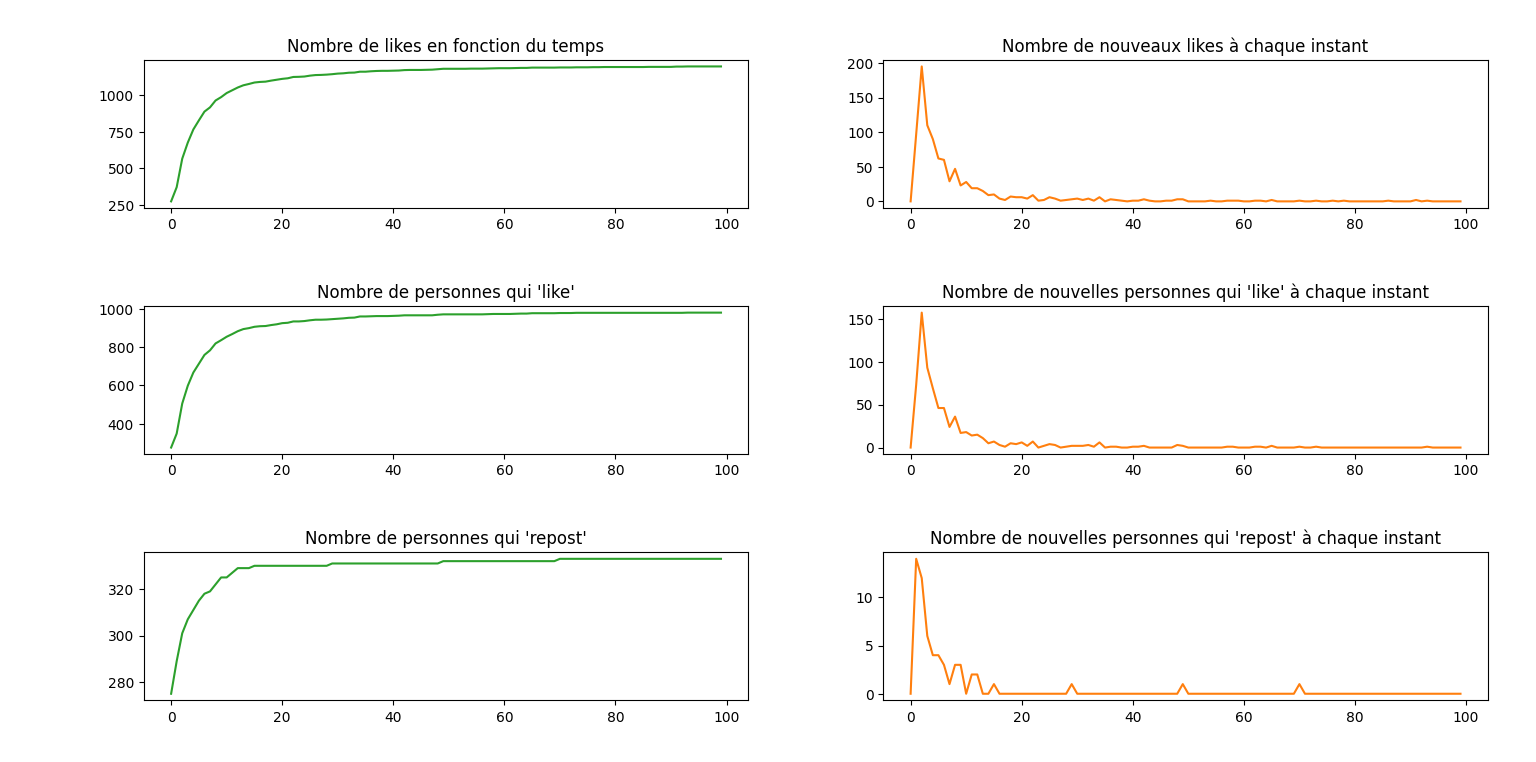 Nombre de likes en fonction du temps
1000
750
500
250
0 20 40 60 80 100
Nombre de nouveaux likes à chaque instant
200
150
100
50
0
0 20 40 60 80 100
Nombre de personnes qui 'like'
1000
800
600
400
0 20 40 60 80 100
Nombre de nouvelles personnes qui 'like' à chaque instant
150
100
50
0
0 20 40 60 80 100
Nombre de personnes qui 'repost'
320
300
280
0 20 40 60 80 100
Nombre de nouvelles personnes qui 'repost' à chaque instant
10
5
0
0 20 40 60 80 100